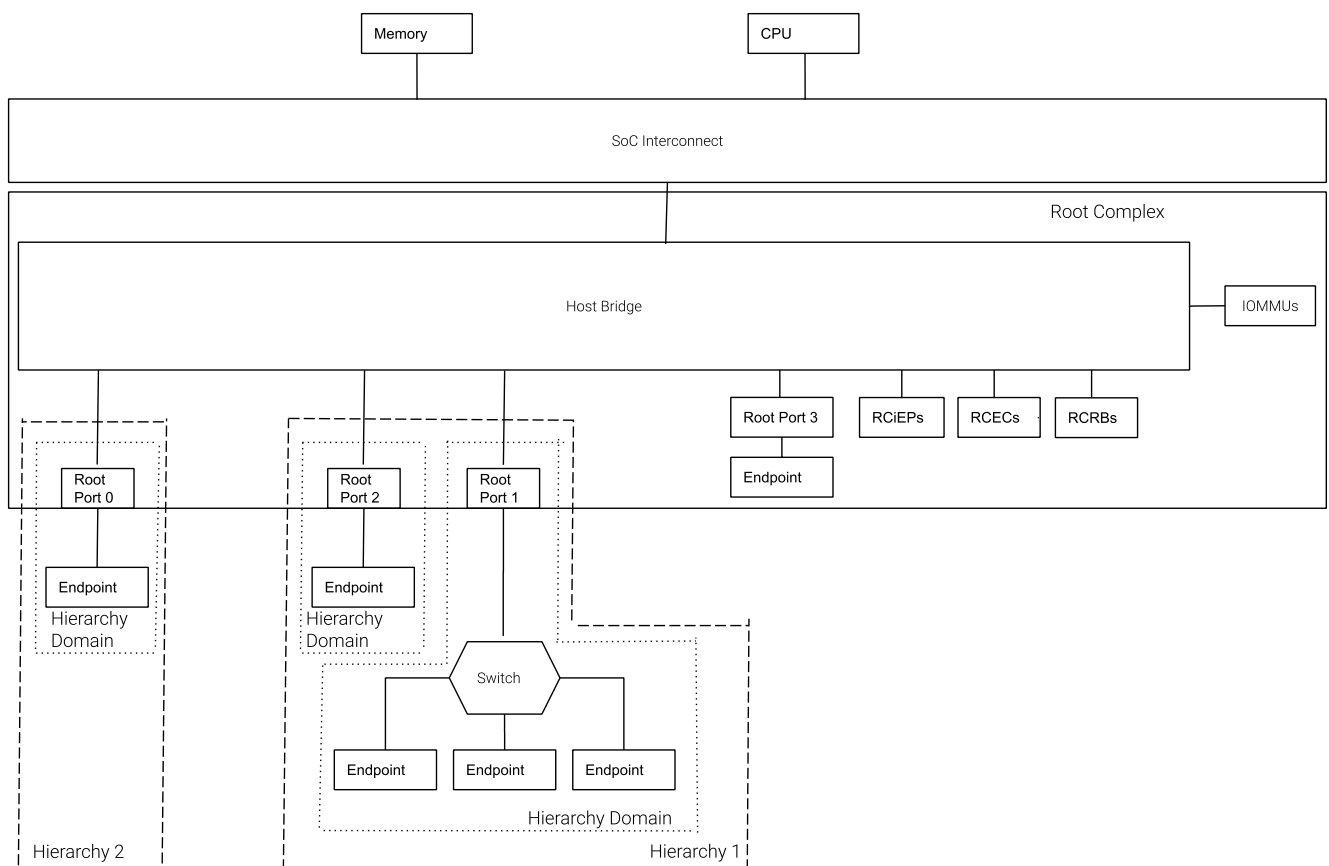 Memory
CPU
SoC Interconnect
Root Complex
Host Bridge
IOMMUs
Root Port 3
RCiEPs
RCECs
RCRBs
Root
Port 0
Root
Port 2
Root
Port 1
Endpoint
Endpoint
Endpoint
Hierarchy
Domain
Hierarchy
Domain
Switch
Endpoint
Endpoint
Endpoint
Hierarchy Domain
Hierarchy 2
Hierarchy 1